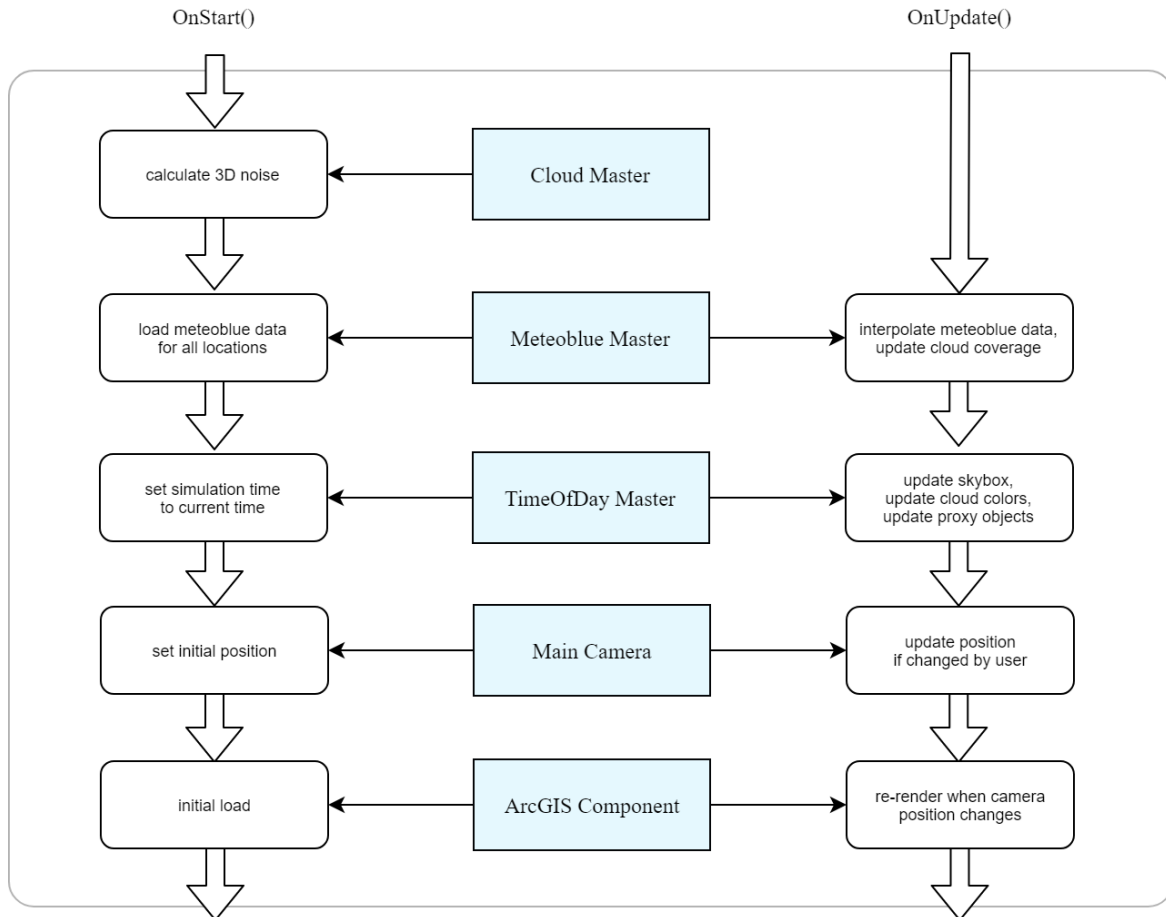 OnStart()
OnUpdate()
calculate 3D noise
Cloud Master
load meteoblue data
for all locations
Meteoblue Master
interpolate meteoblue data,
update cloud coverage
set simulation time
to current time
TimeOfDay Master
update skybox,
update cloud colors,
update proxy objects
set initial position
Main Camera
update position
if changed by user
initial load
ArcGIS Component
re-render when camera
position changes